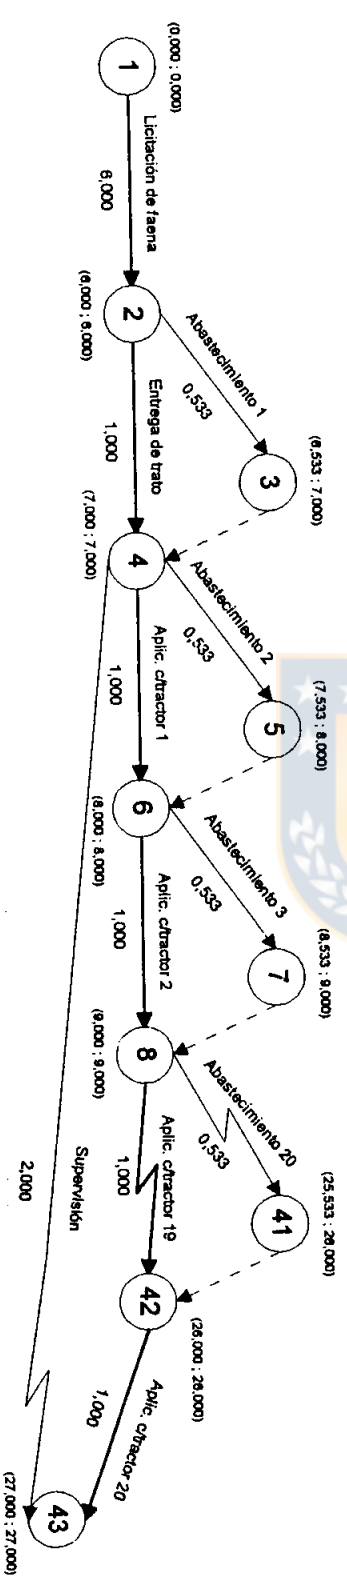 (0,000 ; 0,000)
1
Licitación de faena
6,000
2
(6,000 ; 6,000)
Abastecimiento 1
0,533
3
(6,533 ; 7,000)
Entrega de trato
1,000
4
(7,000 ; 7,000)
Abastecimiento 2
0,533
5
(7,533 ; 8,000)
Aplic. c/tractor 1
1,000
6
(8,000 ; 8,000)
Abastecimiento 3
0,533
7
(8,533 ; 9,000)
Aplic. c/tractor 2
1,000
8
(9,000 ; 9,000)
Abastecimiento 20
0,533
41
(25,533 ; 26,000)
Aplic. c/tractor 19
1,000
42
(26,000 ; 26,000)
Aplic. c/tractor 20
1,000
Supervisión
2,000
43
(27,000 ; 27,000)